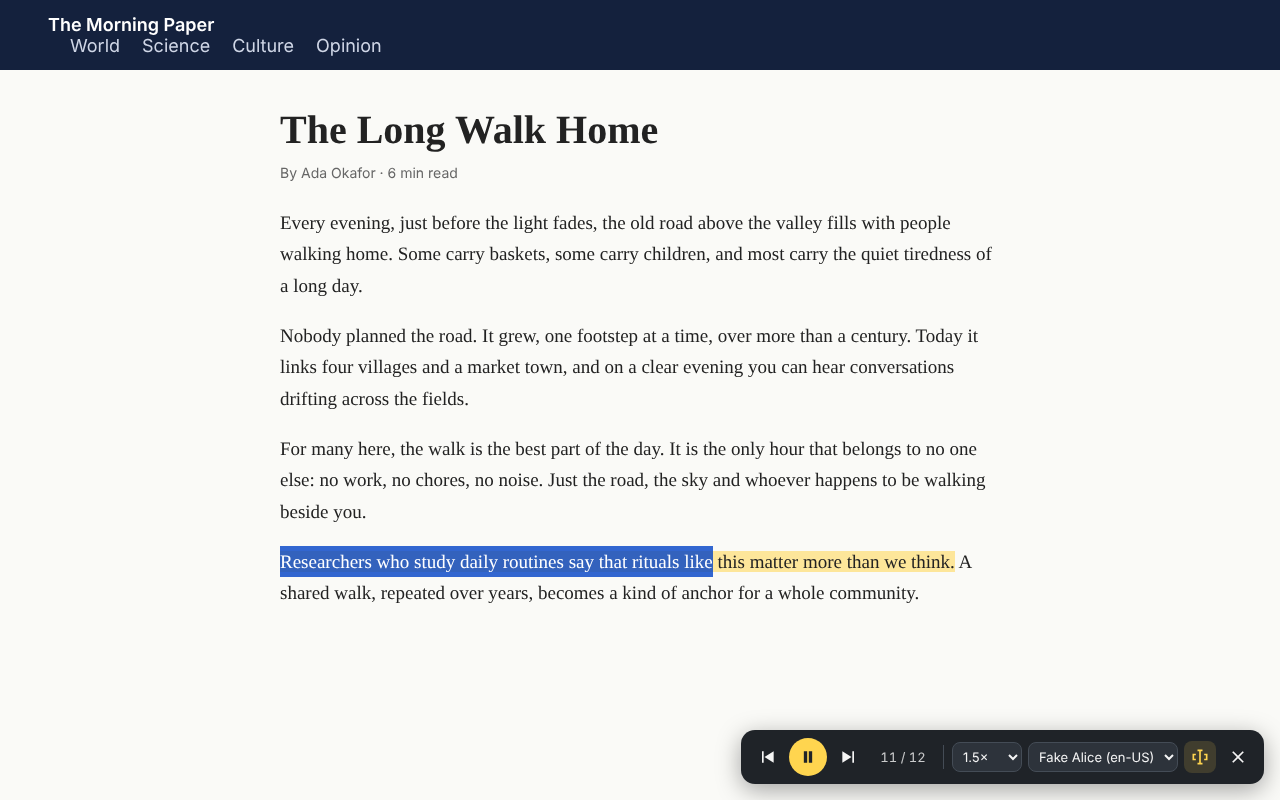 The Morning Paper
World Science Culture Opinion
The Long Walk Home
By Ada Okafor · 6 min read
Every evening, just before the light fades, the old road above the valley fills with people
walking home. Some carry baskets, some carry children, and most carry the quiet tiredness of
a long day.
Nobody planned the road. It grew, one footstep at a time, over more than a century. Today it
links four villages and a market town, and on a clear evening you can hear conversations
drifting across the fields.
For many here, the walk is the best part of the day. It is the only hour that belongs to no one
else: no work, no chores, no noise. Just the road, the sky and whoever happens to be walking
beside you.
Researchers who study daily routines say that rituals like this matter more than we think. A
shared walk, repeated over years, becomes a kind of anchor for a whole community.
11 / 12 1.5× Fake Alice (en-US)